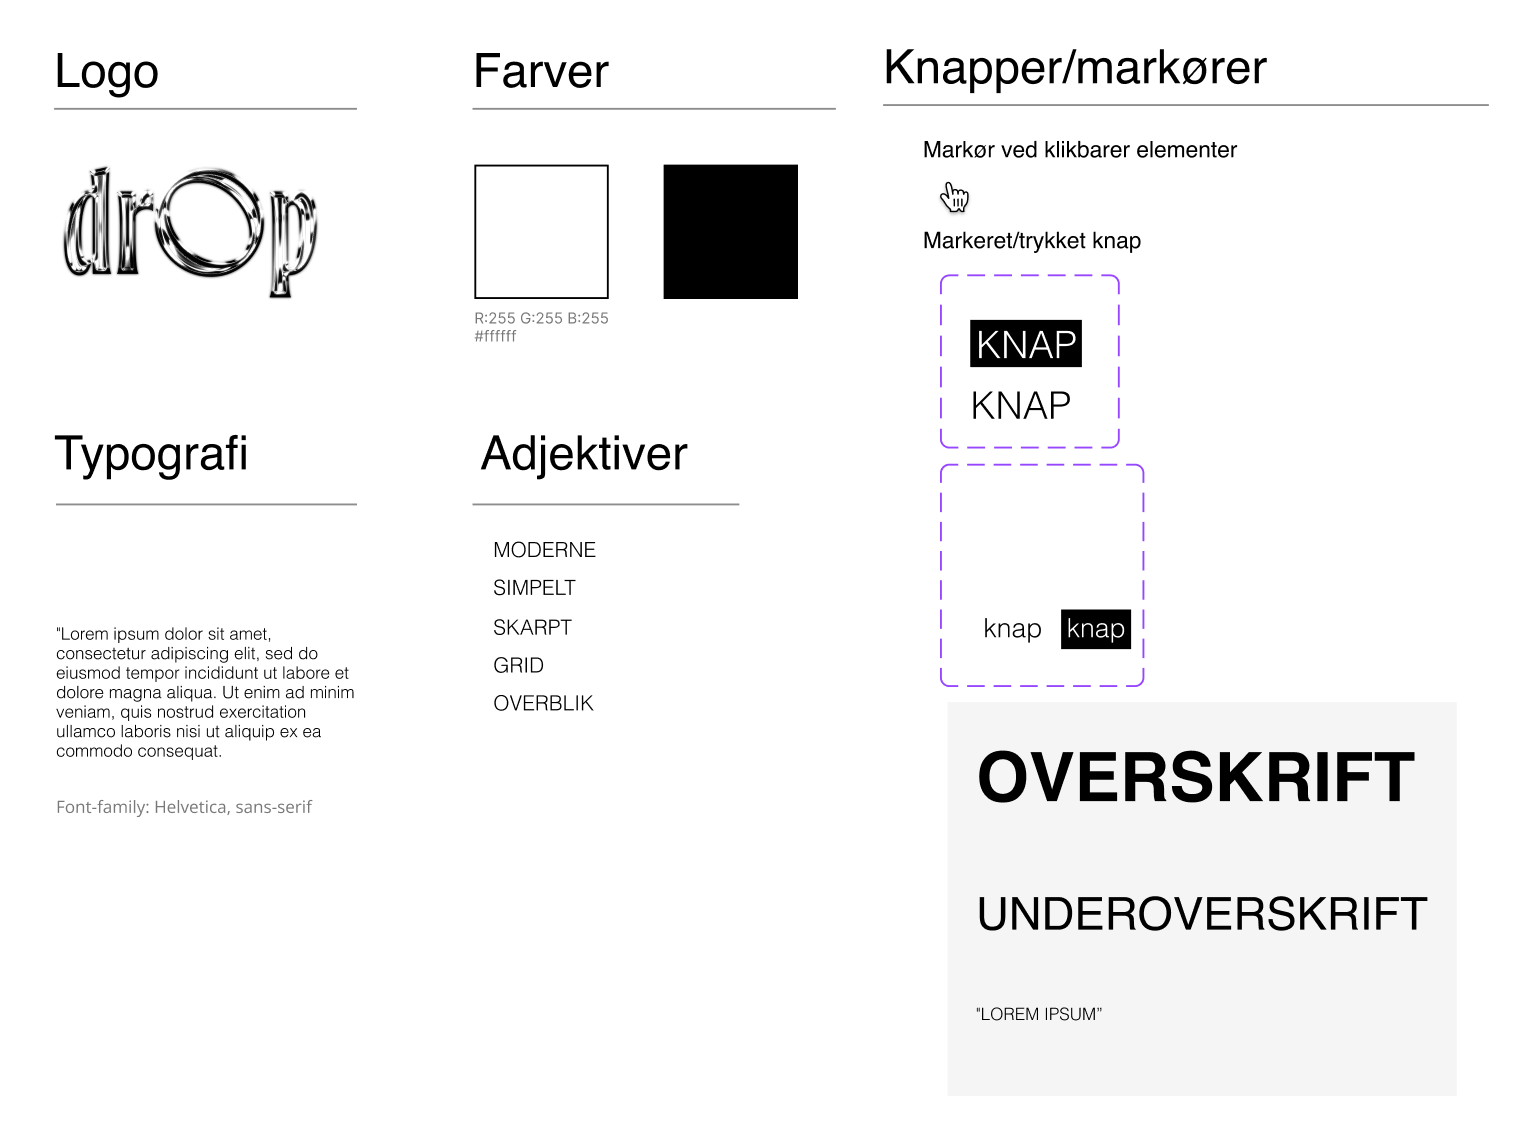 Logo
drop
Farver
R:255 G:255 B:255
#ffffff
Knapper/markører
Markør ved klikbarer elementer
Markeret/trykket knap
KNAP
KNAP
knap knap
Typografi
"Lorem ipsum dolor sit amet,
consectetur adipiscing elit, sed do
eiusmod tempor incididunt ut labore et
dolore magna aliqua. Ut enim ad minim
veniam, quis nostrud exercitation
ullamco laboris nisi ut aliquip ex ea
commodo consequat.
Font-family: Helvetica, sans-serif
Adjektiver
MODERNE
SIMPELT
SKARPT
GRID
OVERBLIK
OVERSKRIFT
UNDEROVERSKRIFT
"LOREM IPSUM”